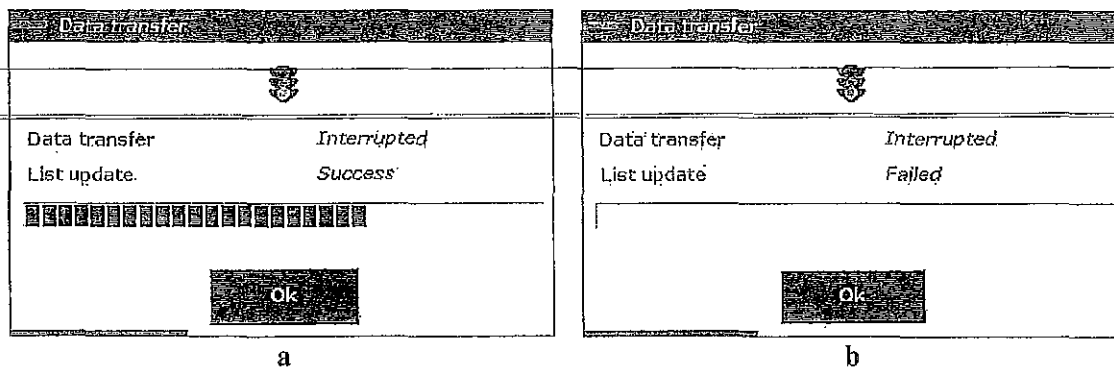 Data transfer
Data transfer Interrupted
List update. Success
Ok
a
Data transfer
Data transfer Interrupted
List update Failed
Ok
b